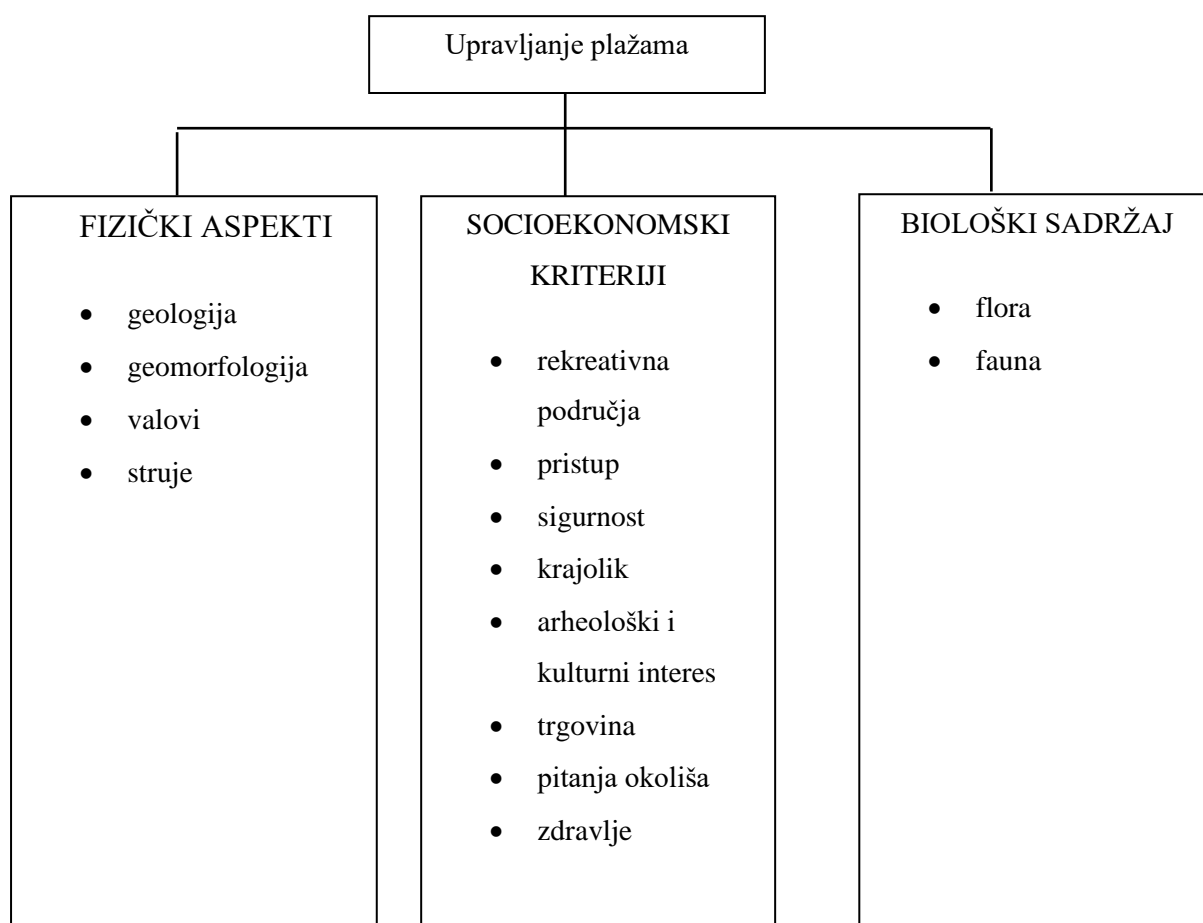 Upravljanje plažama
FIZIČKI ASPEKTI
• geologija
• geomorfologija
• valovi
• struje
SOCIOEKONOMSKI
KRITERIJI
• rekreativna
područja
• pristup
• sigurnost
• krajolik
• arheološki i
kulturni interes
• trgovina
• pitanja okoliša
• zdravlje
BIOLOŠKI SADRŽAJ
• flora
• fauna